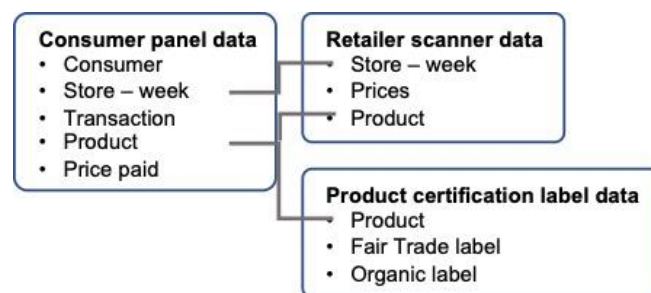 Consumer panel data
• Consumer
• Store – week
• Transaction
• Product
• Price paid
Retailer scanner data
• Store – week
• Prices
• Product
Product certification label data
• Product
• Fair Trade label
• Organic label